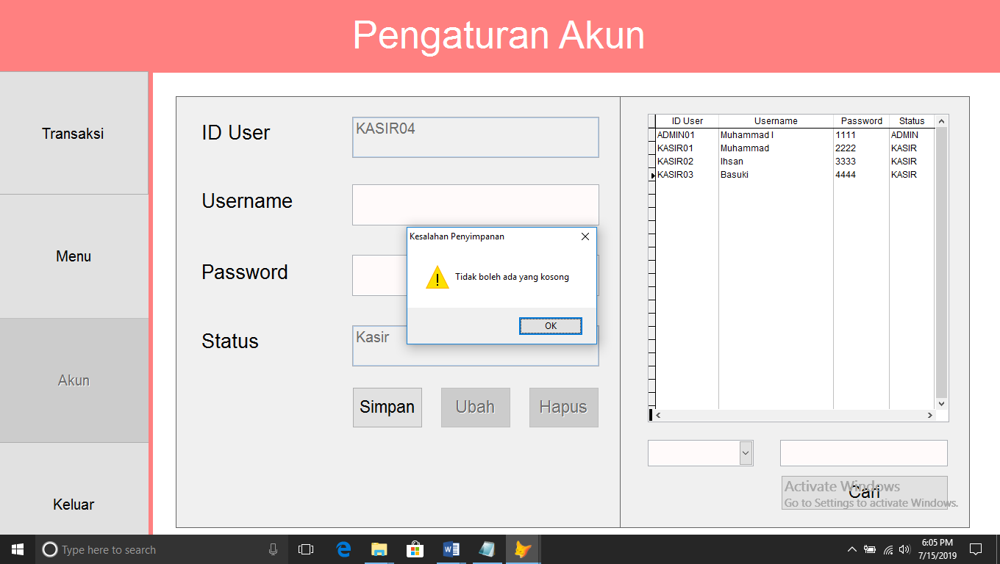 Pengaturan Akun
Transaksi
Menu
Akun
Keluar
ID User
KASIR04
Username
Password
Status
Kasir
Simpan
Ubah
Hapus
Kesalahan Penyimpanan
Tidak boleh ada yang kosong
OK
ID User Username Password Status
ADMIN01 Muhammad I 1111 ADMIN
KASIR01 Muhammad 2222 KASIR
KASIR02 Ihsan 3333 KASIR
KASIR03 Basuki 4444 KASIR
Cari
Activate Windows
Go to Settings to activate Windows.
Type here to search
6:05 PM
7/15/2019